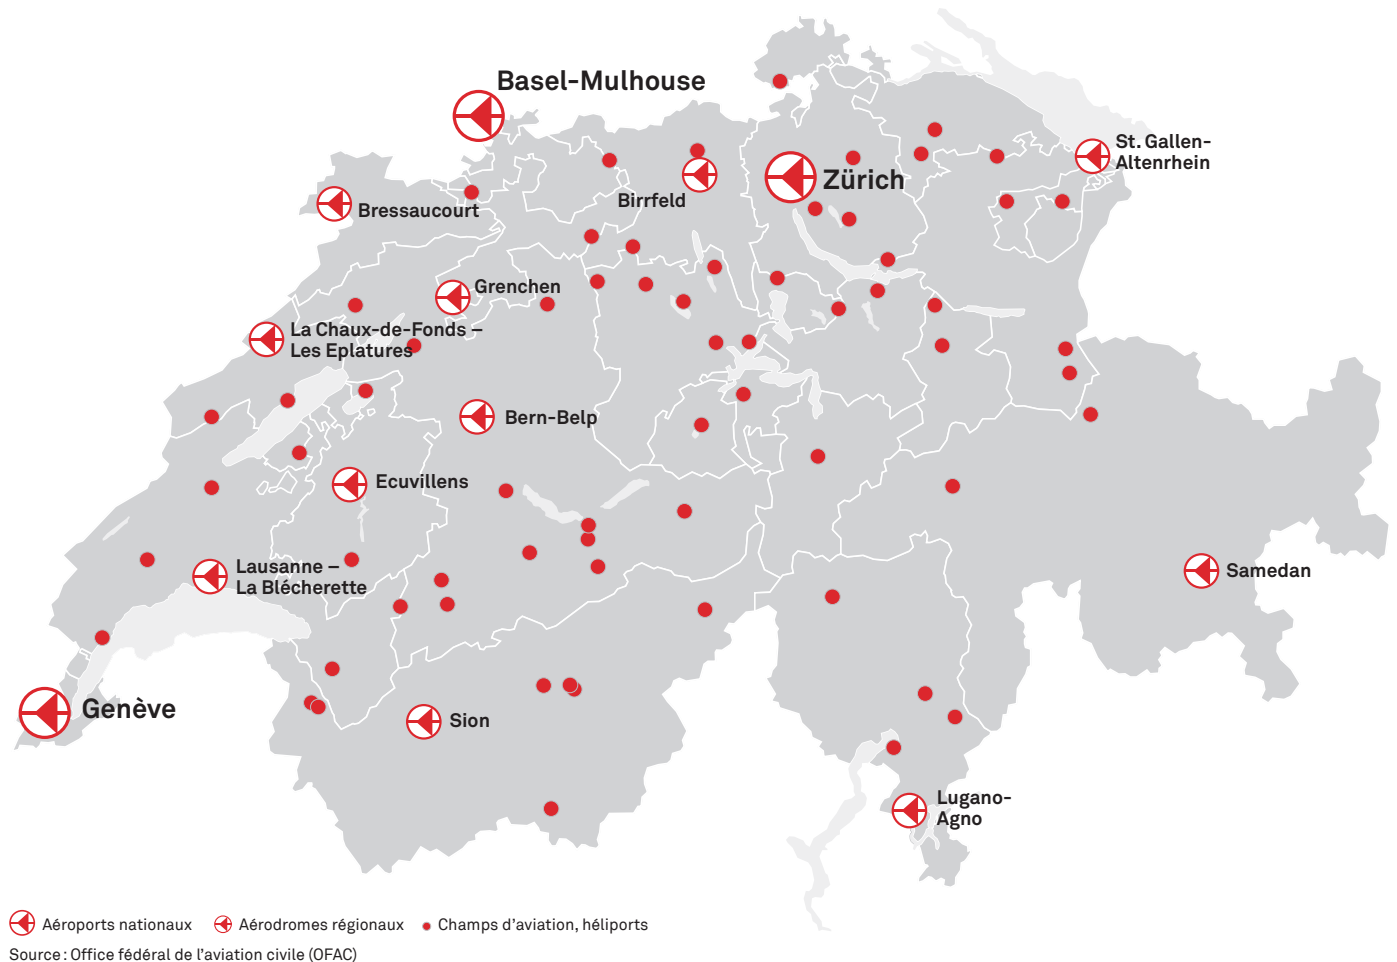 Basel-Mulhouse
St. Gallen-
Altenrhein
Zürich
Birrfeld
Bressaucourt
Grenchen
La Chaux-de-Fonds –
Les Eplatures
Bern-Belp
Ecuvillens
Lausanne –
La Blécherette
Samedan
Genève
Sion
Lugano-
Agno
Aéroports nationaux
Aérodromes régionaux
Champs d'aviation, héliports
Source : Office fédéral de l'aviation civile (OFAC)